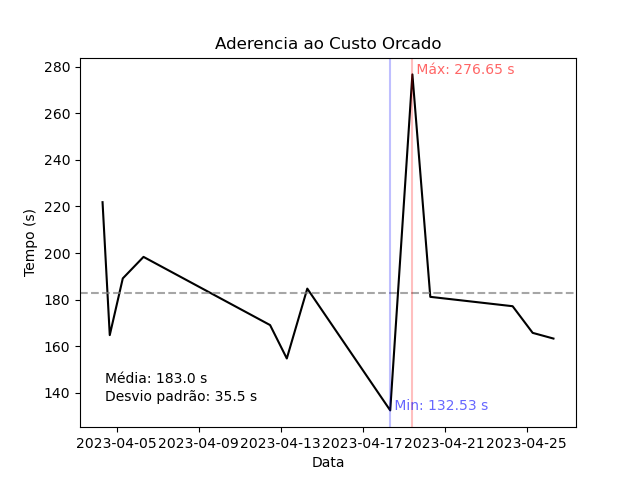 Aderencia ao Custo Orcado
280
260
240
220
200
180
160
140
Tempo (s)
Máx: 276.65 s
Min: 132.53 s
Média: 183.0 s
Desvio padrão: 35.5 s
2023-04-05 2023-04-09 2023-04-13 2023-04-17 2023-04-21 2023-04-25
Data